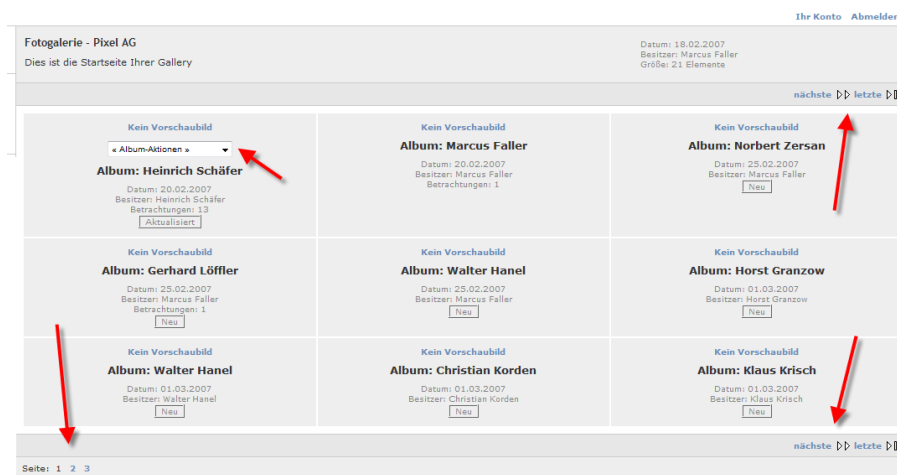 Ihr Konto Abmelden
Fotogalerie - Pixel AG
Dies ist die Startseite Ihrer Gallery
Datum: 18.02.2007
Besitzer: Marcus Faller
Größe: 21 Elemente
nächste letzte
Kein Vorschaubild
« Album-Aktionen »
Album: Heinrich Schäfer
Datum: 20.02.2007
Besitzer: Heinrich Schäfer
Betrachtungen: 13
Aktualisiert
Kein Vorschaubild
Album: Marcus Faller
Datum: 20.02.2007
Besitzer: Marcus Faller
Betrachtungen: 1
Kein Vorschaubild
Album: Norbert Zersan
Datum: 25.02.2007
Besitzer: Marcus Faller
Neu
Kein Vorschaubild
Album: Gerhard Löffler
Datum: 25.02.2007
Besitzer: Marcus Faller
Betrachtungen: 1
Neu
Kein Vorschaubild
Album: Walter Hanel
Datum: 25.02.2007
Besitzer: Marcus Faller
Neu
Kein Vorschaubild
Album: Horst Granzow
Datum: 01.03.2007
Besitzer: Horst Granzow
Neu
Kein Vorschaubild
Album: Walter Hanel
Datum: 01.03.2007
Besitzer: Walter Hanel
Neu
Kein Vorschaubild
Album: Christian Korden
Datum: 01.03.2007
Besitzer: Christian Korden
Neu
Kein Vorschaubild
Album: Klaus Krisch
Datum: 01.03.2007
Besitzer: Klaus Krisch
Neu
nächste letzte
Seite: 1 2 3